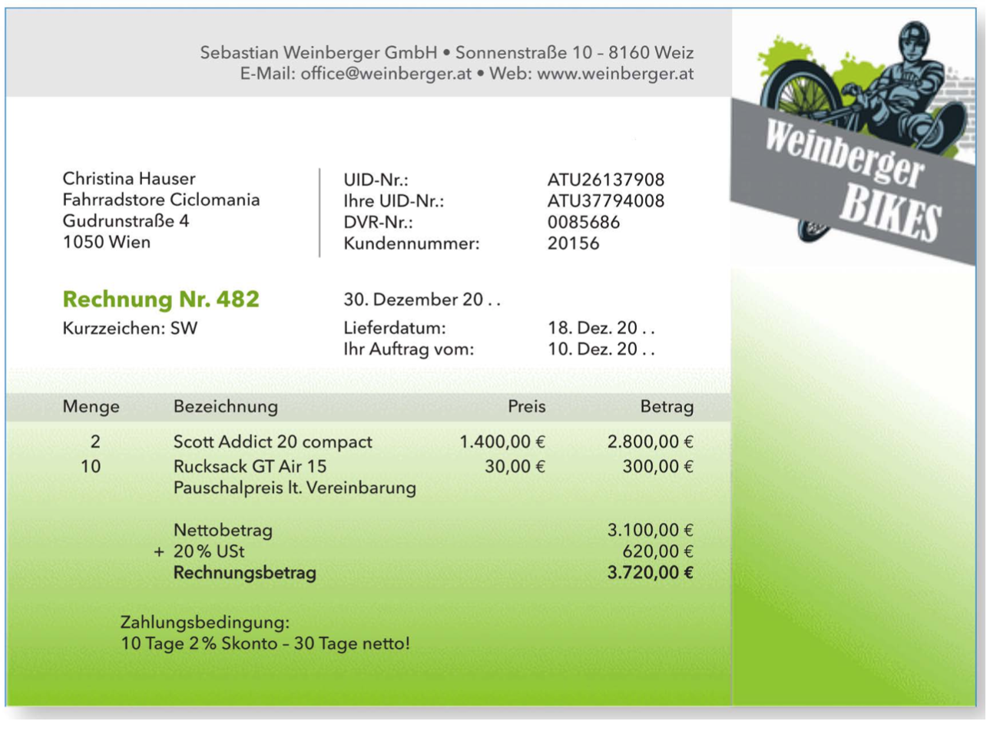 Sebastian Weinberger GmbH • Sonnenstraße 10 – 8160 Weiz
E-Mail: office@weinberger.at • Web: www.weinberger.at
Weinberger
BIKES
Christina Hauser
Fahrradstore Ciclomania
Gudrunstraße 4
1050 Wien
UID-Nr.: ATU26137908
Ihre UID-Nr.: ATU37794008
DVR-Nr.: 0085686
Kundennummer: 20156
Rechnung Nr. 482 30. Dezember 20 . .
Kurzzeichen: SW Lieferdatum: 18. Dez. 20 . .
Ihr Auftrag vom: 10. Dez. 20 . .
Menge Bezeichnung Preis Betrag
2 Scott Addict 20 compact 1.400,00 € 2.800,00 €
10 Rucksack GT Air 15 30,00 € 300,00 €
Pauschalpreis lt. Vereinbarung
Nettobetrag 3.100,00 €
+ 20 % USt 620,00 €
Rechnungsbetrag 3.720,00 €
Zahlungsbedingung:
10 Tage 2 % Skonto – 30 Tage netto!